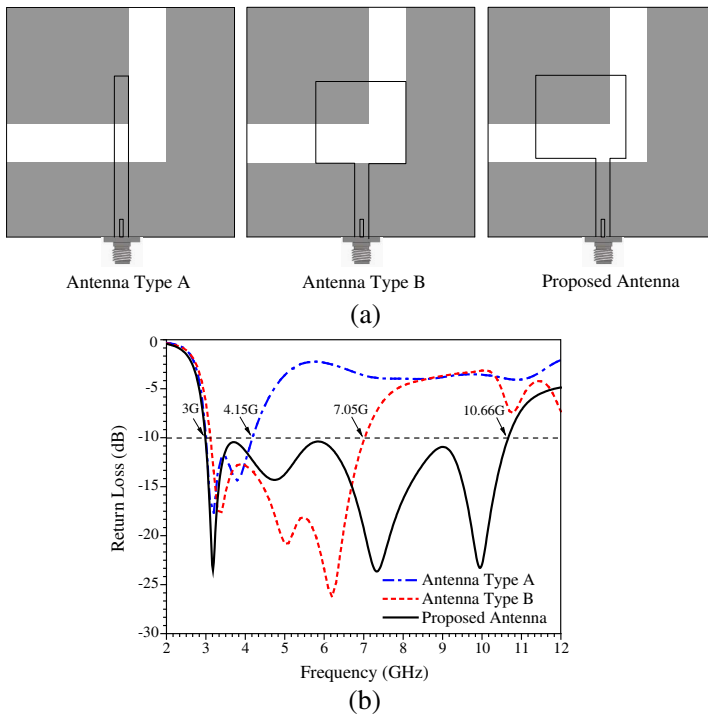 Antenna Type A
Antenna Type B
Proposed Antenna
(a)
0
-5
-10
-15
-20
-25
-30
Return Loss (dB)
3G
4.15G
7.05G
10.66G
Antenna Type A
Antenna Type B
Proposed Antenna
2 3 4 5 6 7 8 9 10 11 12
Frequency (GHz)
(b)